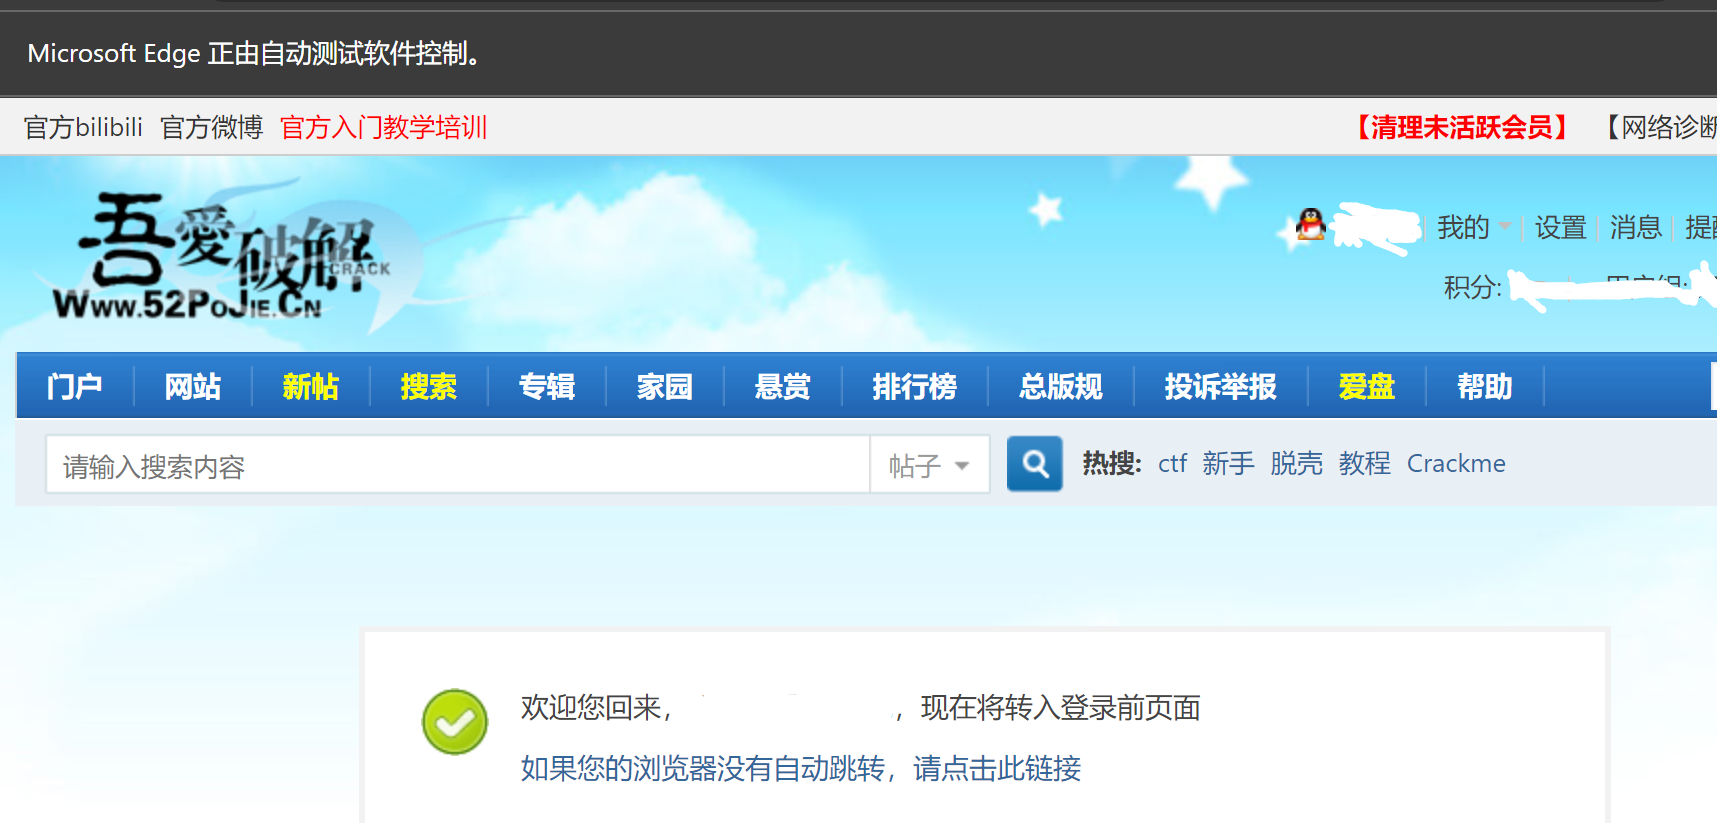 Microsoft Edge 正由自动测试软件控制。
官方bilibili 官方微博 官方入门教学培训 【清理未活跃会员】 【网络诊断
吾愛破解
CRACK
Www.52PoJie.Cn
我的 设置 消息 提醒
积分:
门户 网站 新帖 搜索 专辑 家园 悬赏 排行榜 总版规 投诉举报 爱盘 帮助
请输入搜索内容 帖子 热搜: ctf 新手 脱壳 教程 Crackme
欢迎您回来, ，现在将转入登录前页面
如果您的浏览器没有自动跳转，请点击此链接